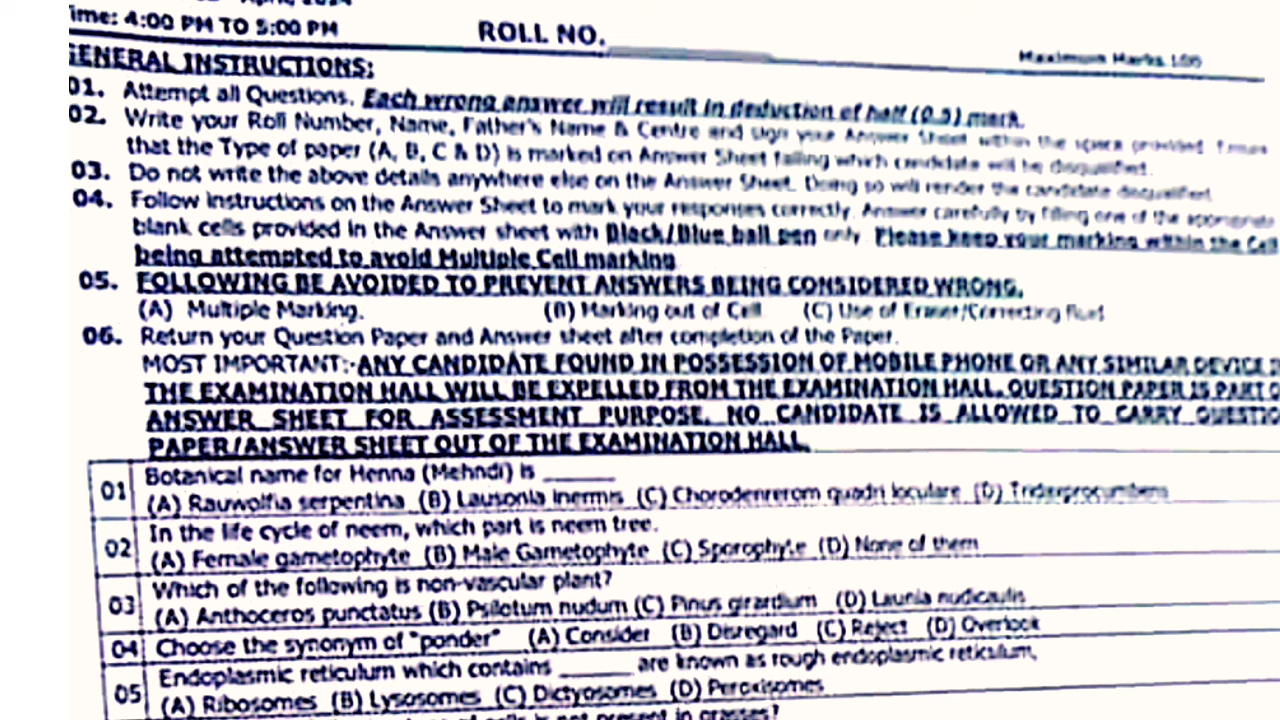 April, 2024
Time: 4:00 PM TO 5:00 PM
ROLL NO.
Maximum Marks 100
GENERAL INSTRUCTIONS:
01. Attempt all Questions. Each wrong answer will result in deduction of half (0.5) mark.
02. Write your Roll Number, Name, Father's Name & Centre and sign your Answer Sheet within the space provided. Ensure
that the Type of paper (A, B, C & D) is marked on Answer Sheet failing which candidate will be disqualified.
03. Do not write the above details anywhere else on the Answer Sheet. Doing so will render the candidate disqualified.
04. Follow instructions on the Answer Sheet to mark your responses correctly. Answer carefully by filling one of the appropriate
blank cells provided in the Answer sheet with Black/Blue ball pen only. Please keep your marking within the Cell
being attempted to avoid Multiple Cell marking
05. FOLLOWING BE AVOIDED TO PREVENT ANSWERS BEING CONSIDERED WRONG.
(A) Multiple Marking. (B) Marking out of Cell (C) Use of Eraser/Correcting fluid
06. Return your Question Paper and Answer sheet after completion of the Paper.
MOST IMPORTANT:-ANY CANDIDATE FOUND IN POSSESSION OF MOBILE PHONE OR ANY SIMILAR DEVICE
THE EXAMINATION HALL WILL BE EXPELLED FROM THE EXAMINATION HALL. QUESTION PAPER IS PART
ANSWER SHEET FOR ASSESSMENT PURPOSE. NO CANDIDATE IS ALLOWED TO CARRY QUESTIO
PAPER/ANSWER SHEET OUT OF THE EXAMINATION HALL.
01 Botanical name for Henna (Mehndi) is ______
(A) Rauwolfia serpentina (B) Lausonia inermis (C) Chorodenrerom quadri loculare (D)
02 In the life cycle of neem, which part is neem tree.
(A) Female gametophyte (B) Male Gametophyte (C) Sporophyte (D) None of them
03 Which of the following is non-vascular plant?
(A) Anthoceros punctatus (B) Psilotum nudum (C) Pinus girardium (D) Launia nudicaulis
04 Choose the synonym of "ponder" (A) Consider (B) Disregard (C) Reject (D) Overlook
05 Endoplasmic reticulum which contains ______ are known as rough endoplasmic reticulum.
(A) Ribosomes (B) Lysosomes (C) Dictyosomes (D) Peroxisomes
of cells is not present in grasses?